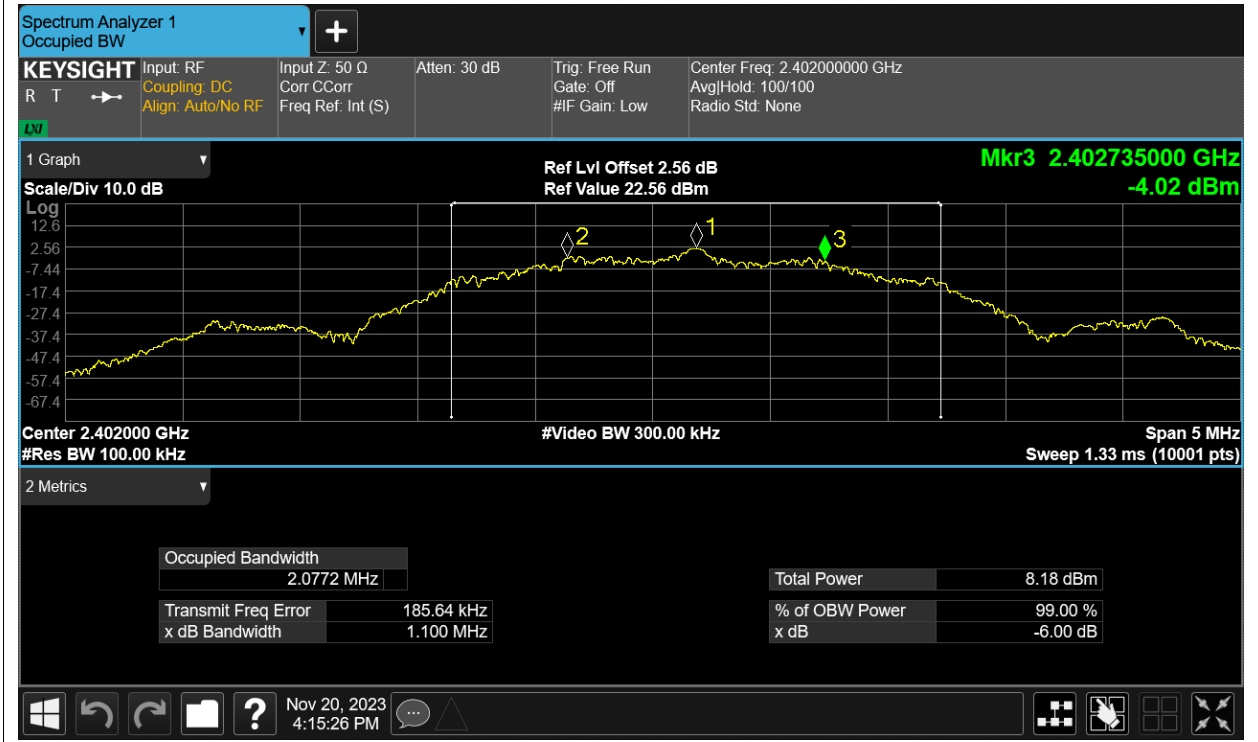 Spectrum Analyzer 1
Occupied BW
▼
+
KEYSIGHT Input: RF Input Z: 50 Ω Atten: 30 dB Trig: Free Run Center Freq: 2.402000000 GHz
R T Coupling: DC Corr CCorr Gate: Off Avg|Hold: 100/100
Align: Auto/No RF Freq Ref: Int (S) #IF Gain: Low Radio Std: None
LXI
1 Graph ▼ Ref Lvl Offset 2.56 dB Mkr3 2.402735000 GHz
Scale/Div 10.0 dB Ref Value 22.56 dBm -4.02 dBm
Log
12.6
2.56
-7.44
-17.4
-27.4
-37.4
-47.4
-57.4
-67.4
2
1
3
Center 2.402000 GHz #Video BW 300.00 kHz Span 5 MHz
#Res BW 100.00 kHz Sweep 1.33 ms (10001 pts)
2 Metrics ▼
Occupied Bandwidth
2.0772 MHz Total Power 8.18 dBm
Transmit Freq Error 185.64 kHz % of OBW Power 99.00 %
x dB Bandwidth 1.100 MHz x dB -6.00 dB
? Nov 20, 2023
4:15:26 PM